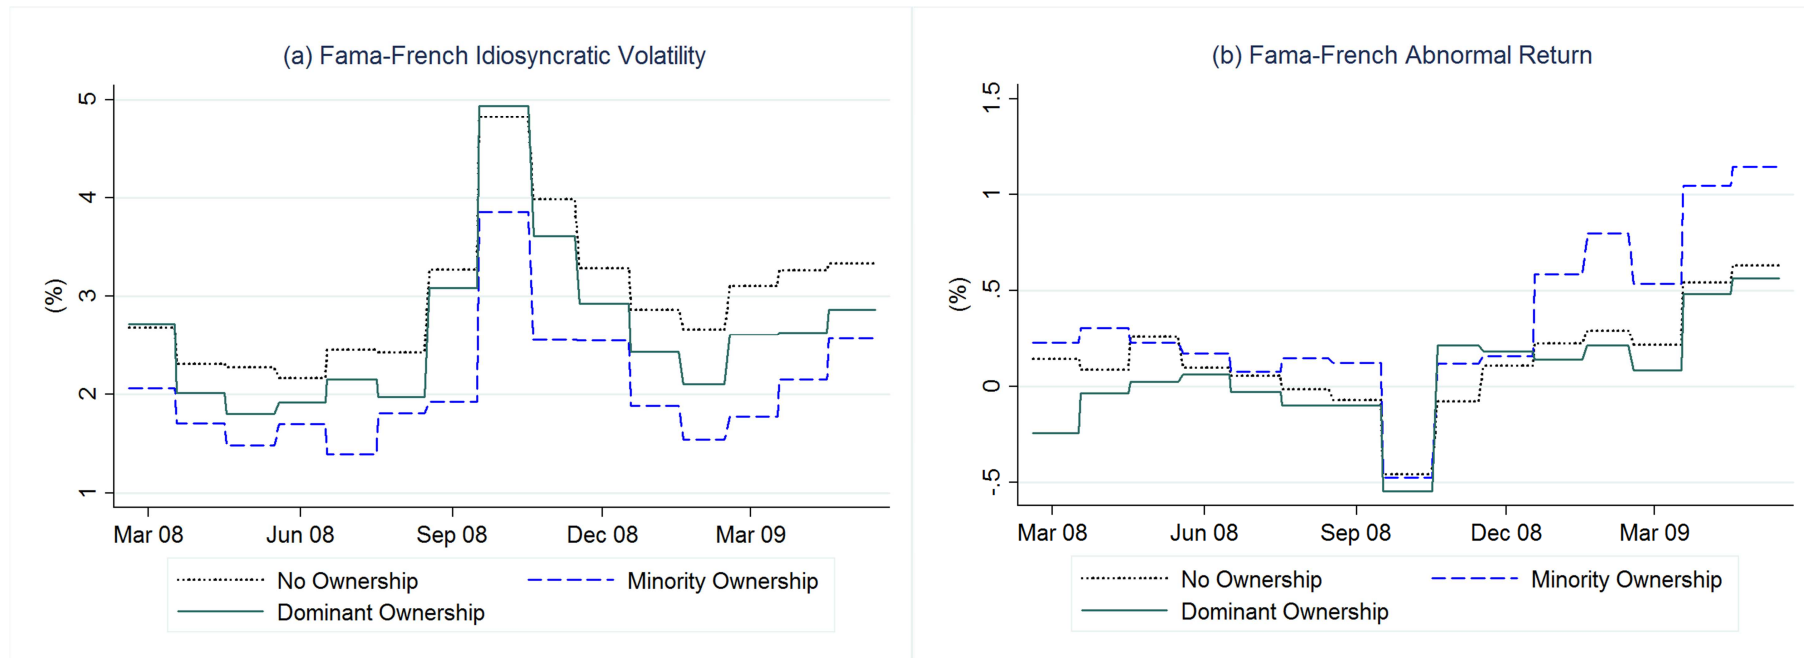 (a) Fama-French Idiosyncratic Volatility
5
4
3
2
1
(%)
Mar 08 Jun 08 Sep 08 Dec 08 Mar 09
No Ownership Minority Ownership
Dominant Ownership
(b) Fama-French Abnormal Return
1.5
1
.5
0
-.5
(%)
Mar 08 Jun 08 Sep 08 Dec 08 Mar 09
No Ownership Minority Ownership
Dominant Ownership